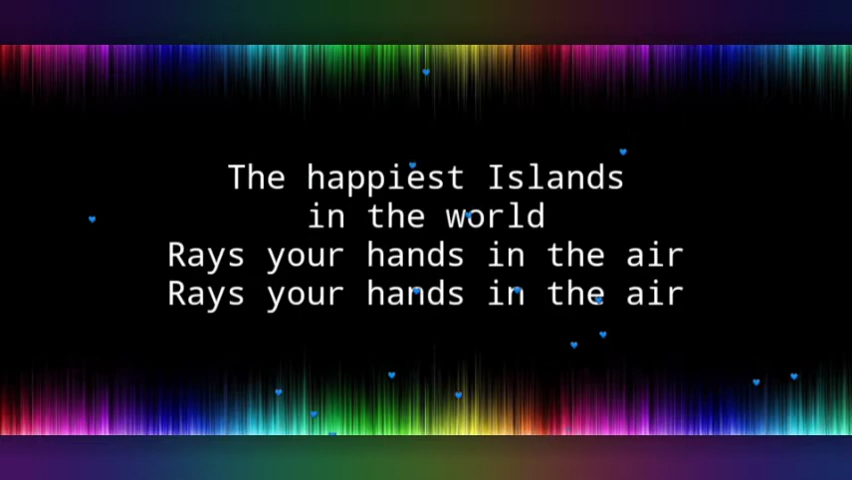 The happiest Islands
in the world
Rays your hands in the air
Rays your hands in the air